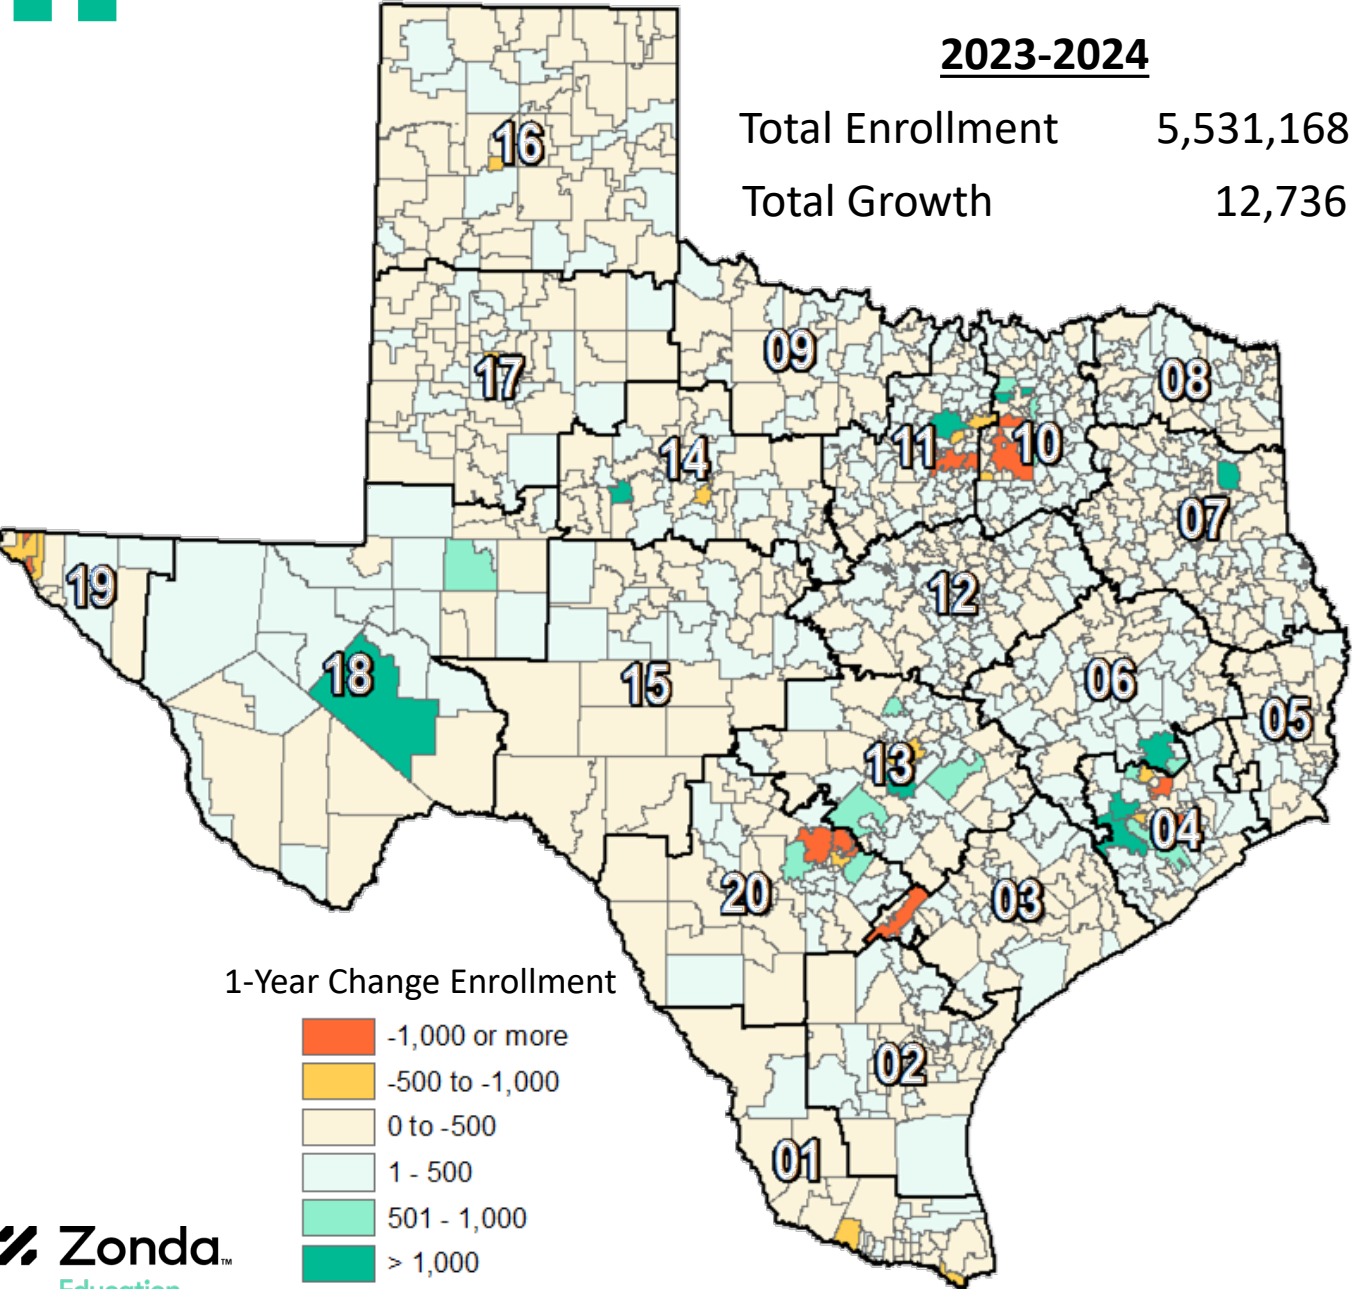 2023-2024
Total Enrollment 5,531,168
Total Growth 12,736
16
09
17
08
10
11
14
07
19
12
18
15
06
05
13
04
20
03
1-Year Change Enrollment
-1,000 or more
-500 to -1,000
0 to -500
1 - 500
501 - 1,000
> 1,000
02
01
Zonda™
Education